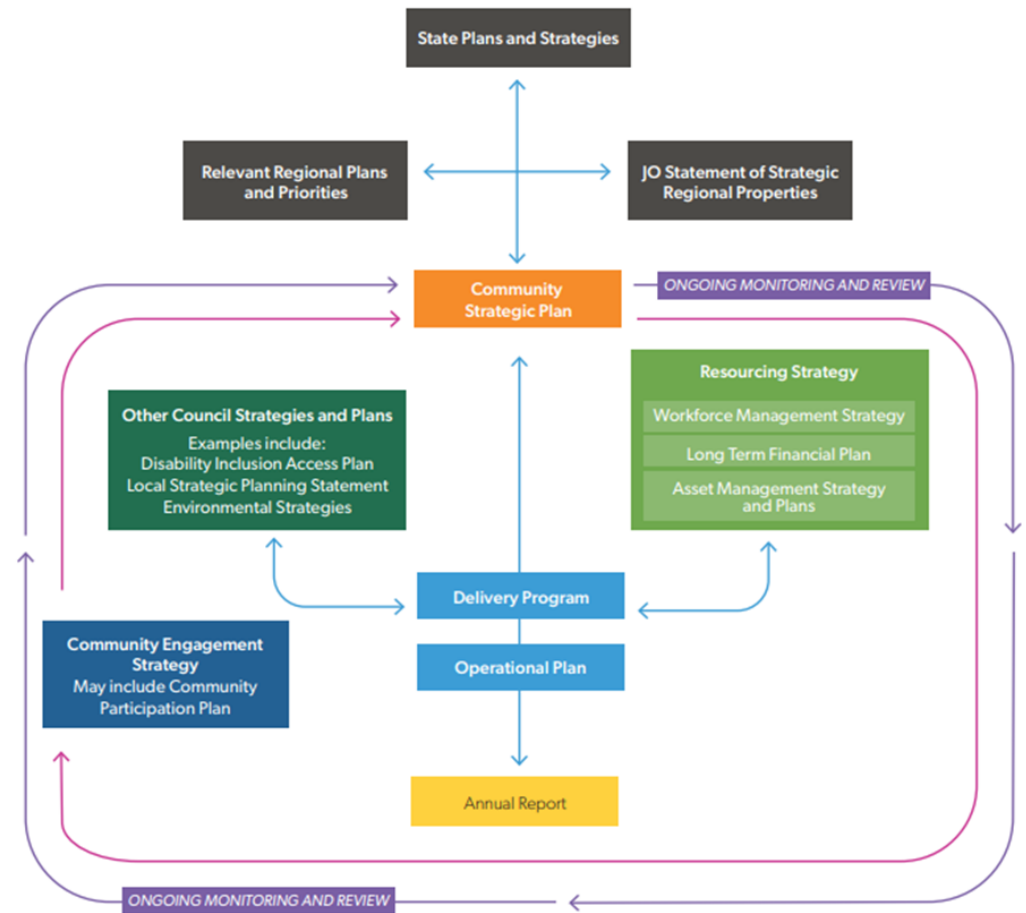 State Plans and Strategies
Relevant Regional Plans
and Priorities
JO Statement of Strategic
Regional Properties
Community
Strategic Plan
ONGOING MONITORING AND REVIEW
Other Council Strategies and Plans
Examples include:
Disability Inclusion Access Plan
Local Strategic Planning Statement
Environmental Strategies
Resourcing Strategy
Workforce Management Strategy
Long Term Financial Plan
Asset Management Strategy
and Plans
Delivery Program
Community Engagement
Strategy
May include Community
Participation Plan
Operational Plan
Annual Report
ONGOING MONITORING AND REVIEW